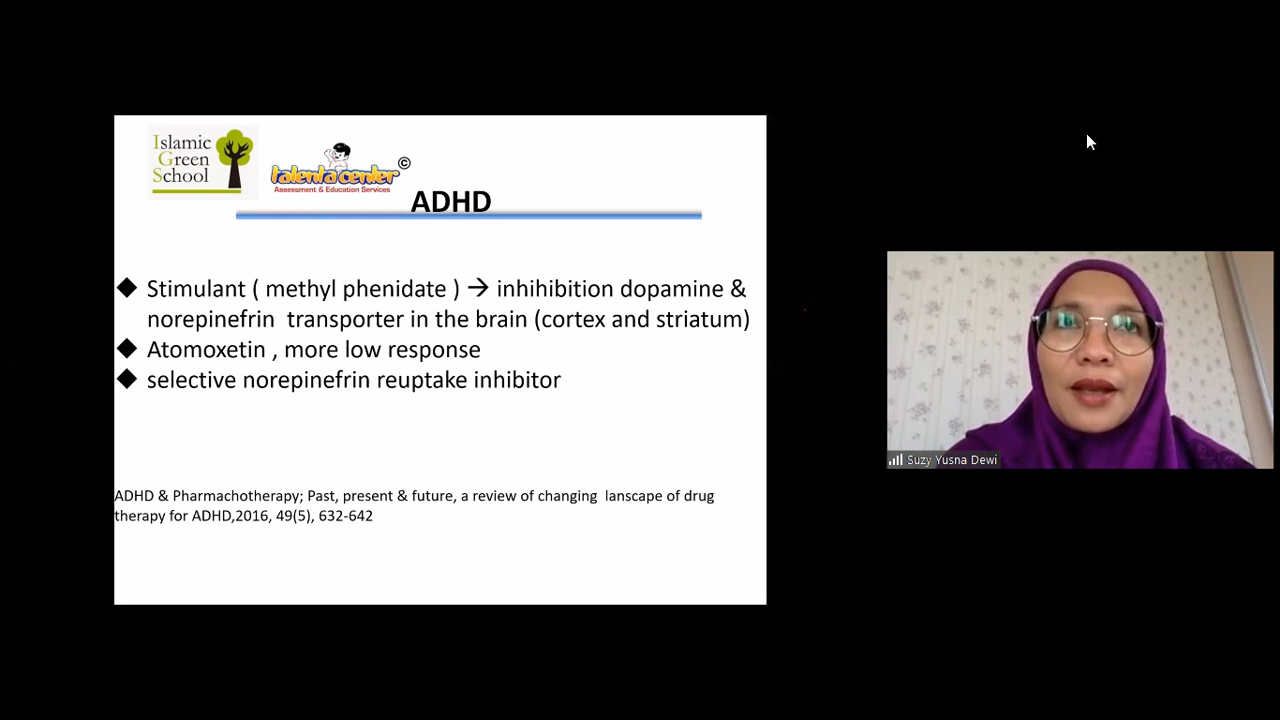 Islamic
Green
School
talenta center ©
Assessment & Education Services
ADHD
◆ Stimulant ( methyl phenidate ) → inhihibition dopamine &
norepinefrin transporter in the brain (cortex and striatum)
◆ Atomoxetin , more low response
◆ selective norepinefrin reuptake inhibitor
ADHD & Pharmachotherapy; Past, present & future, a review of changing lanscape of drug
therapy for ADHD,2016, 49(5), 632-642
Suzy Yusna Dewi